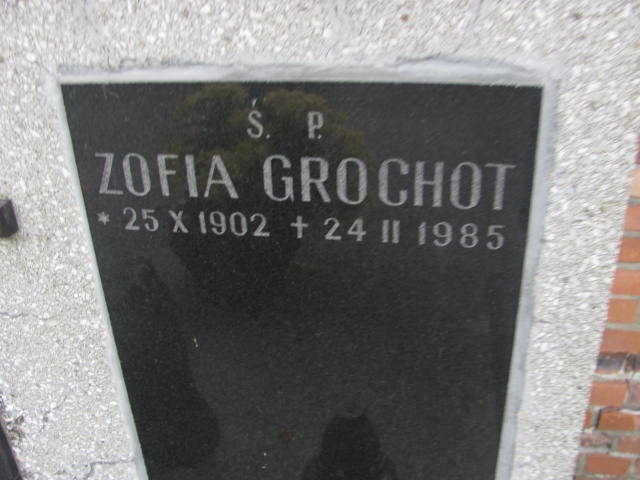 Ś. P.
ZOFIA GROCHOT
* 25 X 1902 + 24 II 1985